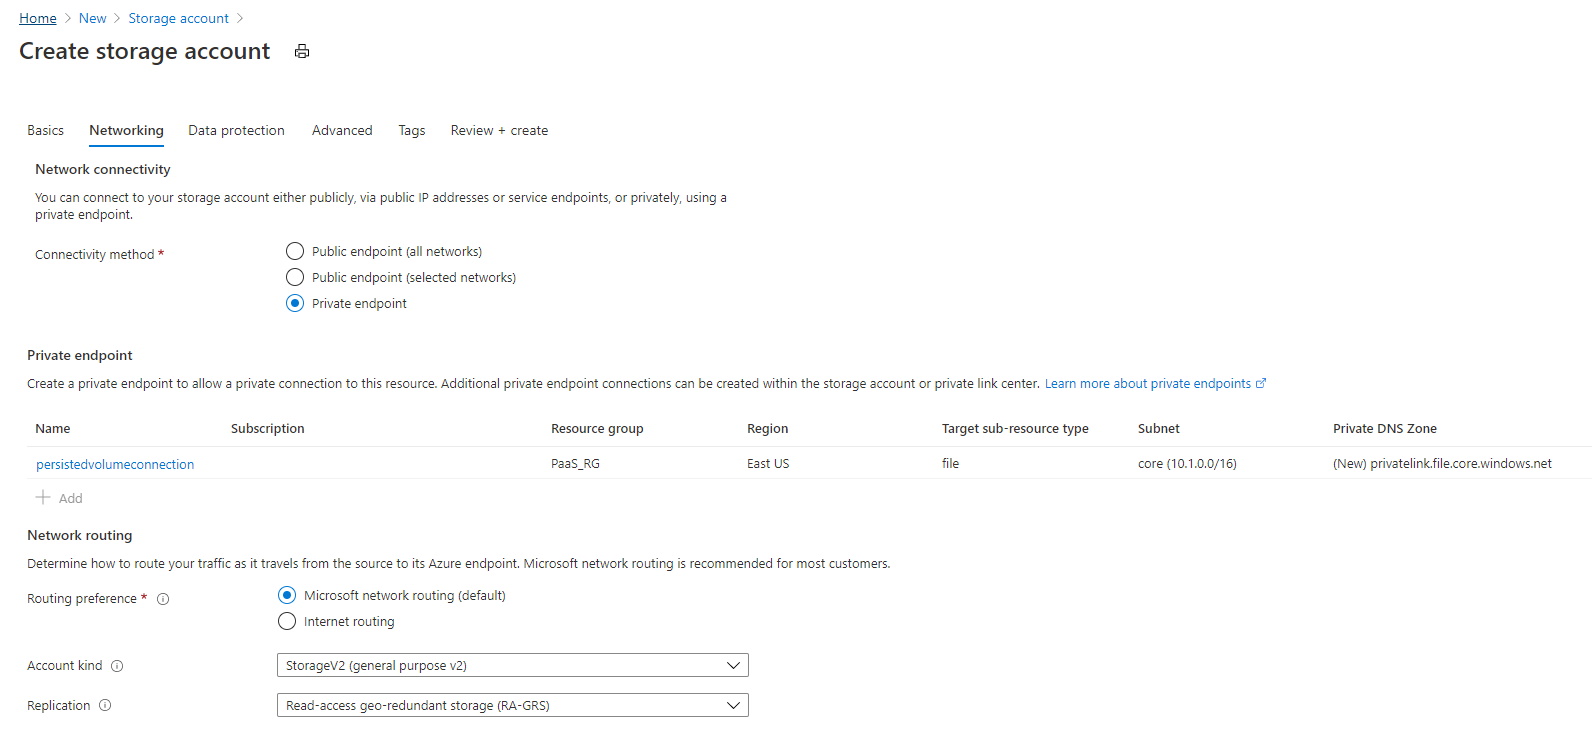 Home > New > Storage account >
Create storage account
Basics Networking Data protection Advanced Tags Review + create
Network connectivity
You can connect to your storage account either publicly, via public IP addresses or service endpoints, or privately, using a
private endpoint.
Connectivity method *
Public endpoint (all networks)
Public endpoint (selected networks)
Private endpoint
Private endpoint
Create a private endpoint to allow a private connection to this resource. Additional private endpoint connections can be created within the storage account or private link center. Learn more about private endpoints
Name Subscription Resource group Region Target sub-resource type Subnet Private DNS Zone
persistedvolumeconnection PaaS_RG East US file core (10.1.0.0/16) (New) privatelink.file.core.windows.net
+ Add
Network routing
Determine how to route your traffic as it travels from the source to its Azure endpoint. Microsoft network routing is recommended for most customers.
Routing preference *
Microsoft network routing (default)
Internet routing
Account kind StorageV2 (general purpose v2)
Replication Read-access geo-redundant storage (RA-GRS)